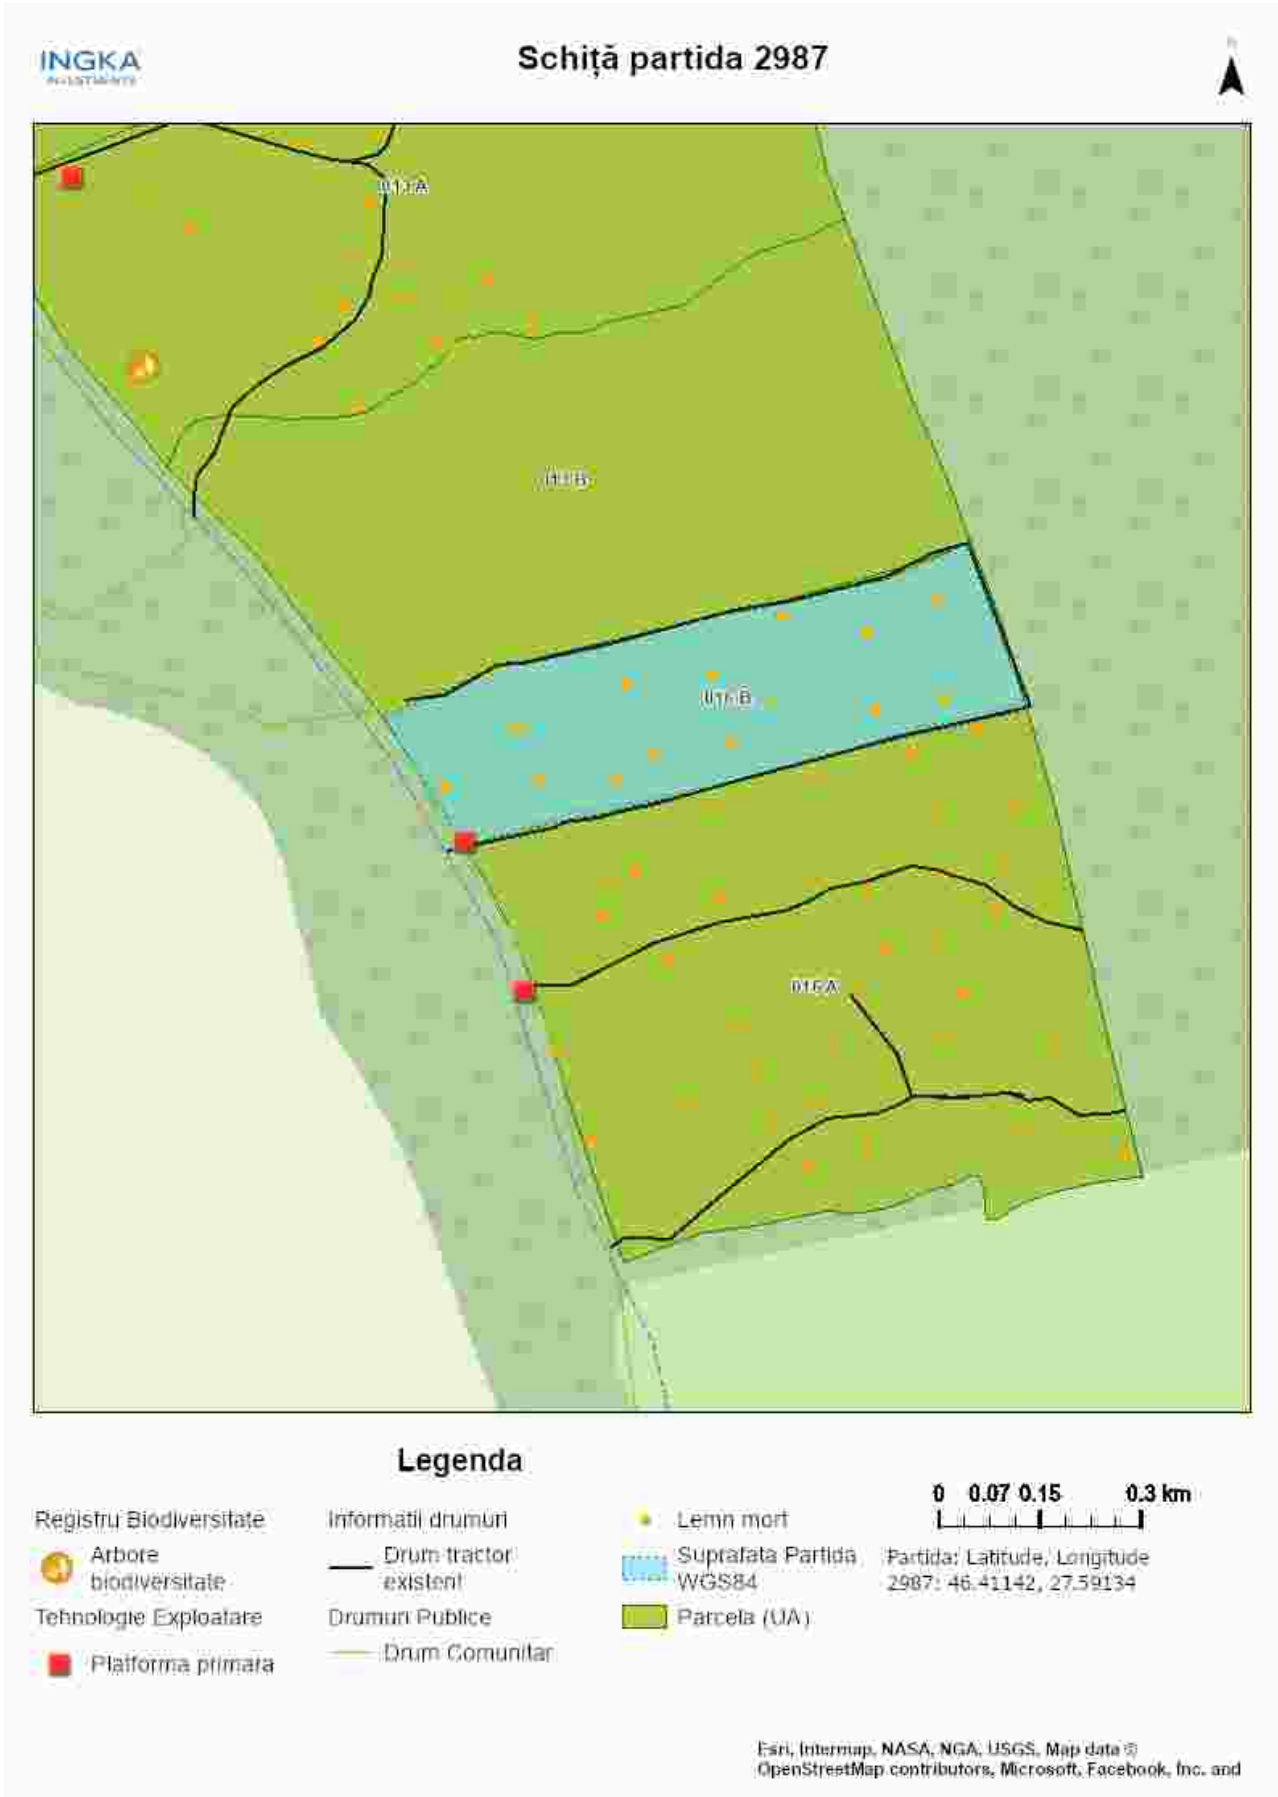 INGKA
INVESTMENTS
Schiță partida 2987
N
016A
Legenda
Registru Biodiversitate
Arbore
biodiversitate
Tehnologie Exploatare
Platforma primara
Informatii drumuri
Drum tractor
existent
Drumuri Publice
Drum Comunitar
Lemn mort
Suprafata Partida
WGS84
Parcela (UA)
0 0.07 0.15 0.3 km
Partida: Latitude, Longitude
2987: 46.41142, 27.59134
Esri, Intermap, NASA, NGA, USGS, Map data ©
OpenStreetMap contributors, Microsoft, Facebook, Inc. and